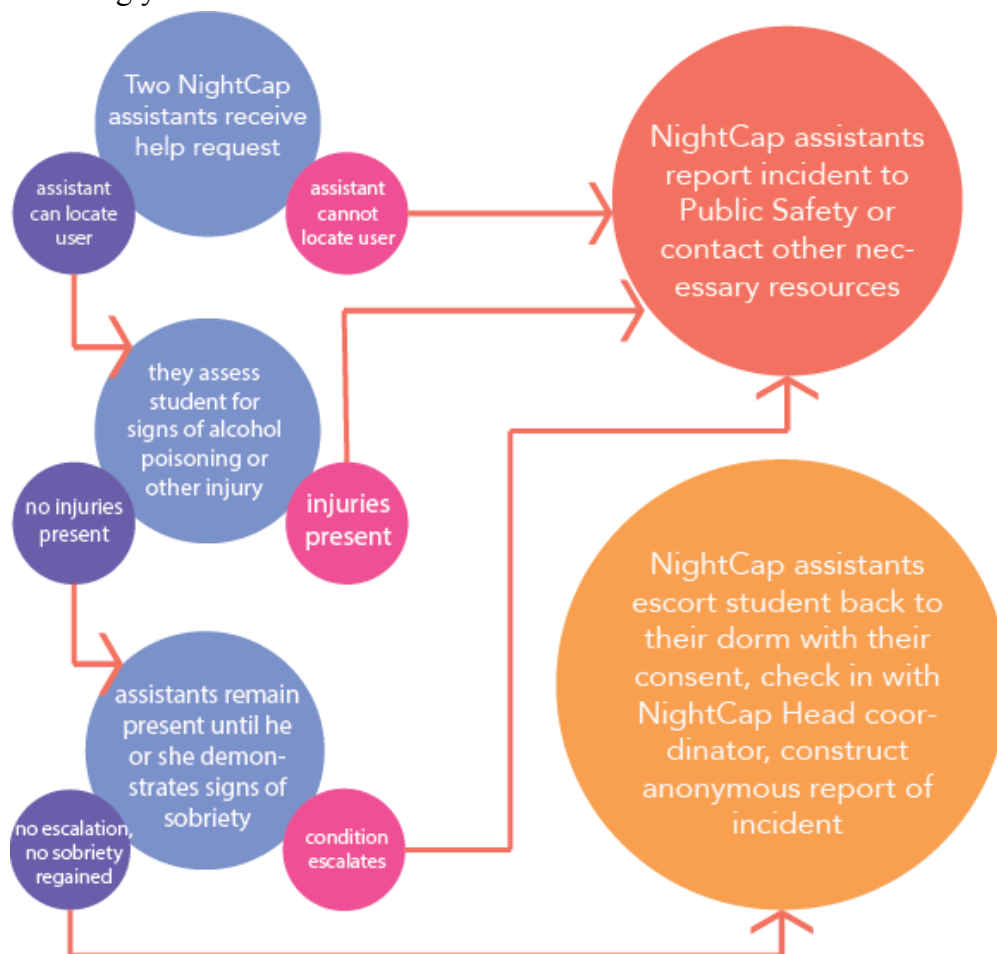 Two NightCap
assistants receive
help request
assistant
can locate
user
assistant
cannot
locate user
NightCap assistants
report incident to
Public Safety or
contact other nec-
essary resources
they assess
student for
signs of alcohol
poisoning or
other injury
no injuries
present
injuries
present
assistants remain
present until he
or she demon-
strates signs of
sobriety
no escalation,
no sobriety
regained
condition
escalates
NightCap assistants
escort student back to
their dorm with their
consent, check in with
NightCap Head coor-
dinator, construct
anonymous report of
incident